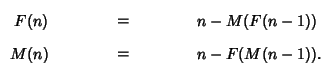 F(n) = n - M(F(n - 1))
M(n) = n - F(M(n - 1)).